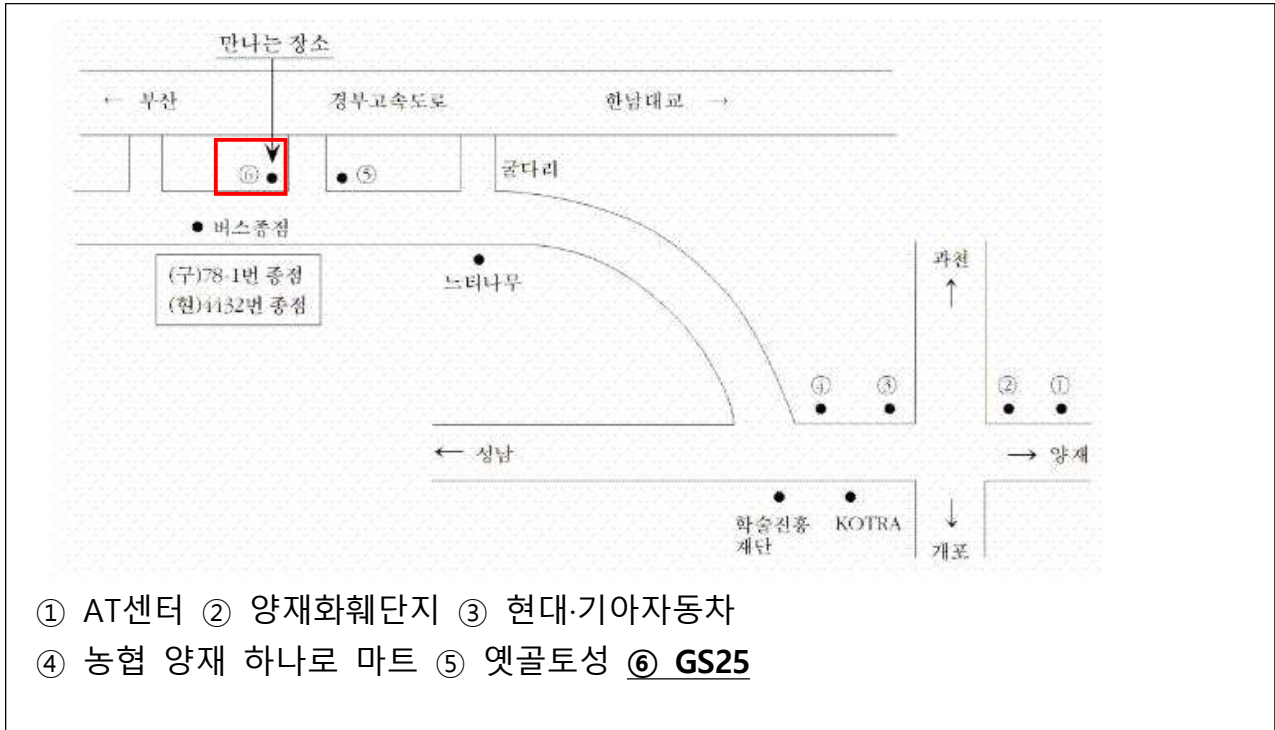 만나는 장소
← 부산 경부고속도로 한남대교 →
⑥ ⑤ 굴다리
버스종점
(구)78-1번 종점
(현)4432번 종점
느티나무
과천
↑
④ ③ ② ①
← 성남 → 양재
학술진흥
재단
KOTRA
↓
개포
① AT센터 ② 양재화훼단지 ③ 현대·기아자동차
④ 농협 양재 하나로 마트 ⑤ 옛골토성 ⑥ GS25